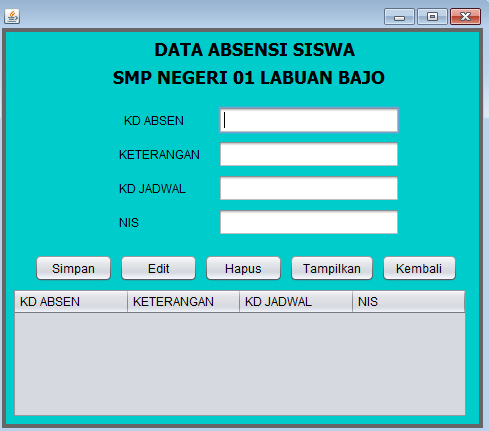 DATA ABSENSI SISWA
SMP NEGERI 01 LABUAN BAJO
KD ABSEN
KETERANGAN
KD JADWAL
NIS
Simpan Edit Hapus Tampilkan Kembali
KD ABSEN KETERANGAN KD JADWAL NIS